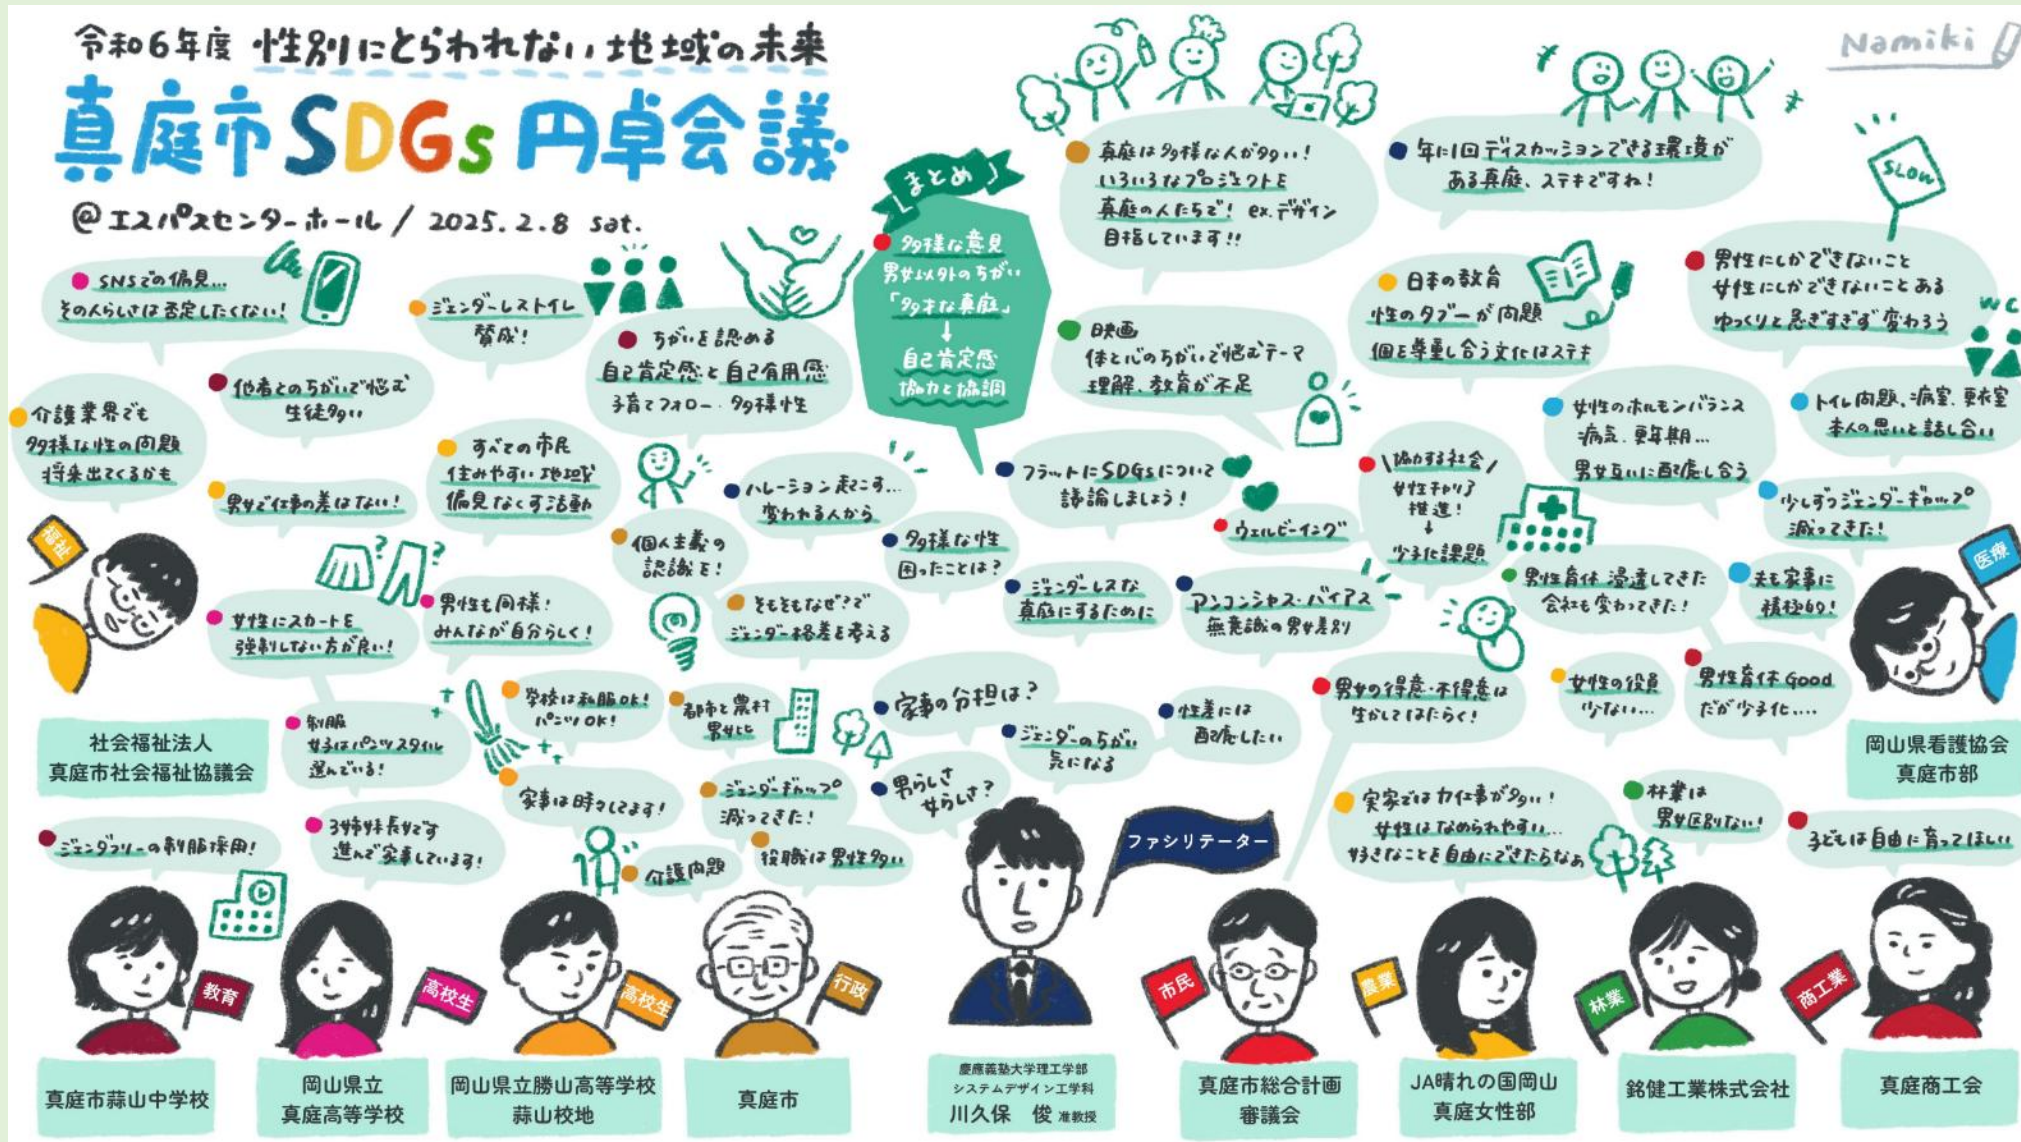 令和6年度 性別にとらわれない地域の未来
真庭市SDGs円卓会議
@エスパスセンターホール / 2025.2.8 sat.
Namiki
まとめ
多様な意見
男女以外のちがい
「多才な真庭」
↓
自己肯定感
協力と協調
真庭は多様な人が多い!
いろいろなプロジェクトを
真庭の人たちで! ex.デザイン
目指しています!!
年に1回ディスカッションできる環境が
ある真庭、ステキですね!
SLOW
男性にしかできないこと
女性にしかできないことある
ゆっくりと急ぎすぎず変わろう
SNSでの偏見...
その人らしさは否定したくない!
ジェンダーレストイレ
賛成!
ちがいを認める
自己肯定感と自己有用感
子育てフォロー・多様性
映画
体と心のちがいで悩むテーマ
理解、教育が不足
日本の教育
性のタブーが問題
個を尊重し合う文化はステキ
WC
他者とのちがいで悩む
生徒多い
介護業界でも
多様な性の問題
将来出てくるかも
男女で仕事の差はない!
すべての市民
住みやすい地域
偏見なくす活動
ハレーション起こす...
変われる人から
フラットにSDGsについて
議論しましょう!
ウェルビーイング
\協力する社会/
女性キャリア
推進!
↓
少子化課題
女性のホルモンバランス
病気、更年期...
男女互いに配慮し合う
トイレ問題、病室、更衣室
本人の思いと話し合い
少しずつジェンダーギャップ
減ってきた!
個人主義の
認識を!
多様な性
困ったことは?
福祉
女性にスカートを
強制しない方が良い!
?
?
男性も同様!
みんなが自分らしく!
そもそもなぜ?で
ジェンダー格差を考える
ジェンダーレスな
真庭にするために
アンコンシャス・バイアス
無意識の男女差別
男性育休 浸透してきた
会社も変わってきた!
夫も家事に
積極的!
医療
社会福祉法人
真庭市社会福祉協議会
制服
女子はパンツスタイル
選んでいる!
学校は私服OK!
パンツOK!
都市と農村
男女比
家事の分担は?
ジェンダーのちがい
気になる
性差には
配慮したい
男女の得意・不得意は
生かしてはたらく!
女性の役員
少ない...
男性育休Good
だが少子化....
岡山県看護協会
真庭市部
家事は時々してます!
ジェンダーギャップ
減ってきた!
男らしさ
女らしさ?
ジェンダフリーの制服採用!
3姉妹長女です
進んで家事しています!
介護問題
役職は男性多い
ファシリテーター
実家では力仕事が多い!
女性はなめられやすい...
好きなことを自由にできたらなぁ
林業は
男女区別ない!
子どもは自由に育ってほしい
教育
高校生
高校生
行政
市民
農業
林業
商工業
真庭市蒜山中学校
岡山県立
真庭高等学校
岡山県立勝山高等学校
蒜山校地
真庭市
慶應義塾大学理工学部
システムデザイン工学科
川久保 俊 准教授
真庭市総合計画
審議会
JA晴れの国岡山
真庭女性部
銘健工業株式会社
真庭商工会